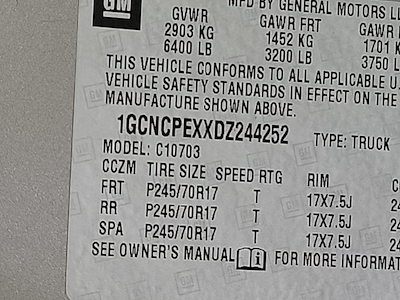 GM
MFD BY GENERAL MOTORS LL
GVWR GAWR FRT GAWR
2903 KG 1452 KG 1701 K
6400 LB 3200 LB 3750 L
THIS VEHICLE CONFORMS TO ALL APPLICABLE U.
VEHICLE SAFETY STANDARDS IN EFFECT ON THE
MANUFACTURE SHOWN ABOVE.
1GCNCPEXXDZ244252 TYPE: TRUCK
MODEL: C10703
CCZM TIRE SIZE SPEED RTG RIM C
FRT P245/70R17 T 17X7.5J 24
RR P245/70R17 T 17X7.5J 24
SPA P245/70R17 T 17X7.5J 24
SEE OWNER'S MANUAL i FOR MORE INFORMAT